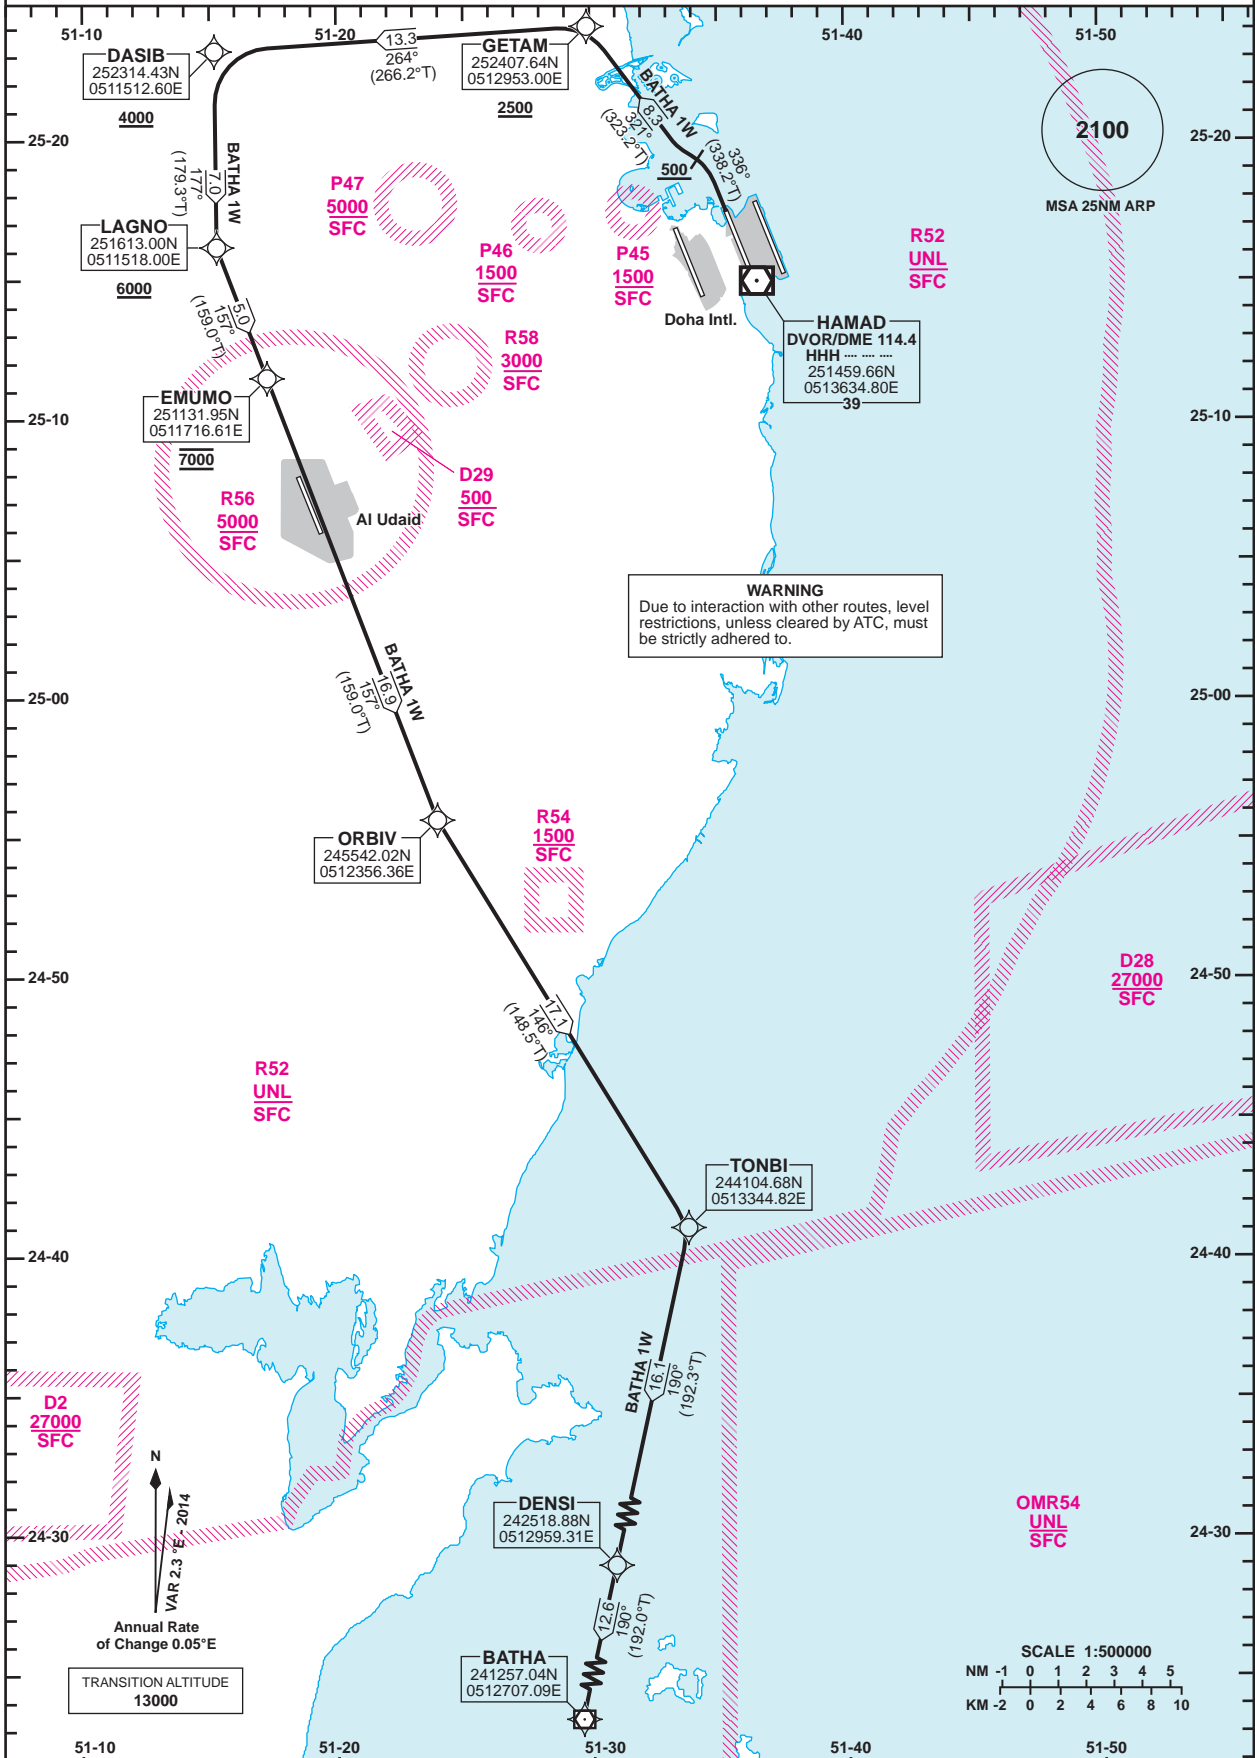 51-10
51-20
51-40
51-50
DASIB
252314.43N
0511512.60E
4000
13.3
264°
(266.2°T)
GETAM
252407.64N
0512953.00E
2500
BATHA 1W
8.3
321°
(323.2°T)
500
336°
(338.2°T)
2100
MSA 25NM ARP
25-20
25-20
BATHA 1W
7.0
177°
(179.3°T)
P47
5000
SFC
P46
1500
SFC
P45
1500
SFC
R52
UNL
SFC
LAGNO
251613.00N
0511518.00E
6000
5.0
157°
(159.0°T)
Doha Intl.
HAMAD
DVOR/DME 114.4
HHH ···· ···· ····
251459.66N
0513634.80E
39
R58
3000
SFC
EMUMO
251131.95N
0511716.61E
7000
25-10
25-10
D29
500
SFC
R56
5000
SFC
Al Udaid
WARNING
Due to interaction with other routes, level
restrictions, unless cleared by ATC, must
be strictly adhered to.
BATHA 1W
16.9
157°
(159.0°T)
25-00
25-00
ORBIV
245542.02N
0512356.36E
R54
1500
SFC
24-50
24-50
D28
27000
SFC
17.1
146°
(148.5°T)
R52
UNL
SFC
TONBI
244104.68N
0513344.82E
24-40
24-40
BATHA 1W
16.1
190°
(192.3°T)
D2
27000
SFC
N
VAR 2.3 °E - 2014
Annual Rate
of Change 0.05°E
24-30
24-30
DENSI
242518.88N
0512959.31E
OMR54
UNL
SFC
12.6
190°
(192.0°T)
BATHA
241257.04N
0512707.09E
TRANSITION ALTITUDE
13000
SCALE 1:500000
NM -1 0 1 2 3 4 5
KM -2 0 2 4 6 8 10
51-10
51-20
51-30
51-40
51-50